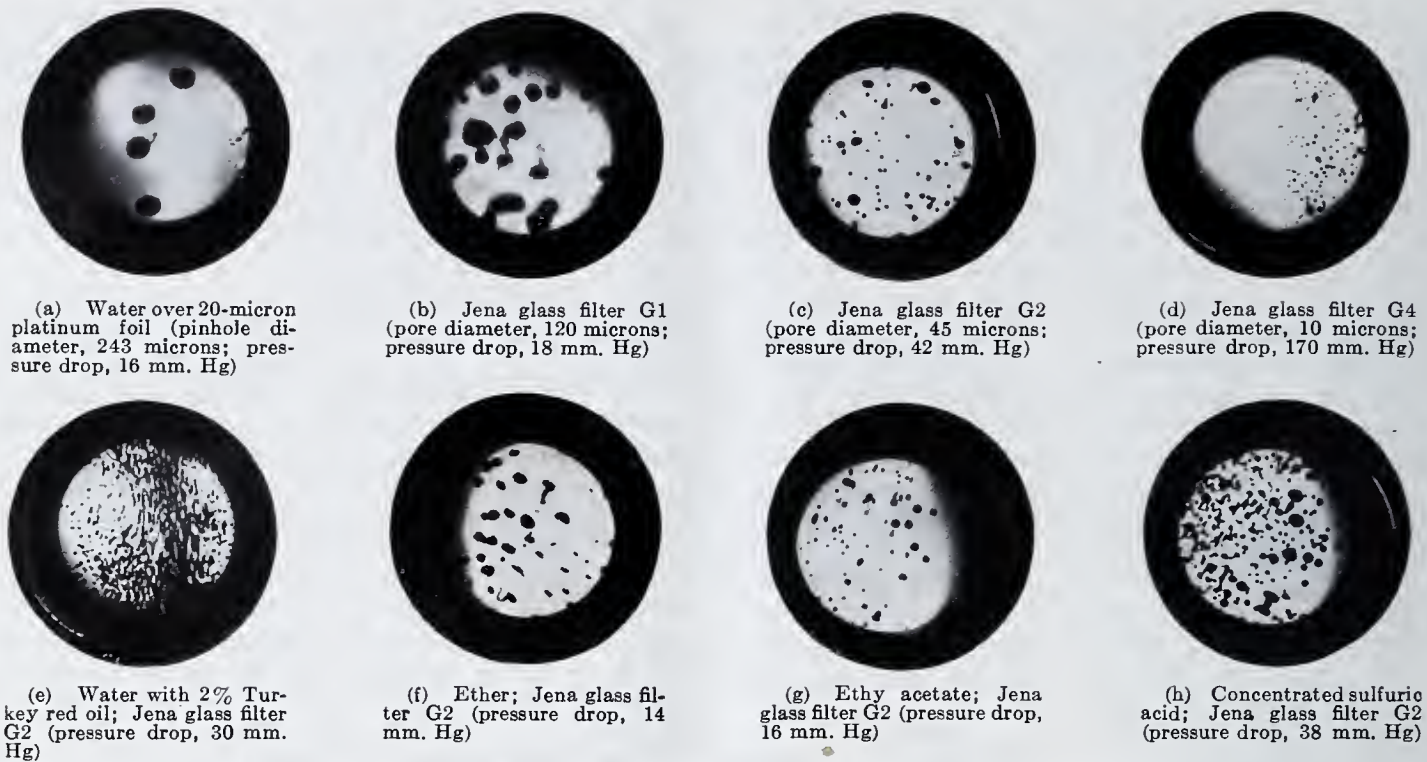 (a) Water over 20-micron
platinum foil (pinhole di-
ameter, 243 microns; pres-
sure drop, 16 mm. Hg)
(b) Jena glass filter G1
(pore diameter, 120 microns;
pressure drop, 18 mm. Hg)
(c) Jena glass filter G2
(pore diameter, 45 microns;
pressure drop, 42 mm. Hg)
(d) Jena glass filter G4
(pore diameter, 10 microns;
pressure drop, 170 mm. Hg)
(e) Water with 2% Tur-
key red oil; Jena glass filter
G2 (pressure drop, 30 mm.
Hg)
(f) Ether; Jena glass fil-
ter G2 (pressure drop, 14
mm. Hg)
(g) Ethy acetate; Jena
glass filter G2 (pressure drop,
16 mm. Hg)
(h) Concentrated sulfuric
acid; Jena glass filter G2
(pressure drop, 38 mm. Hg)